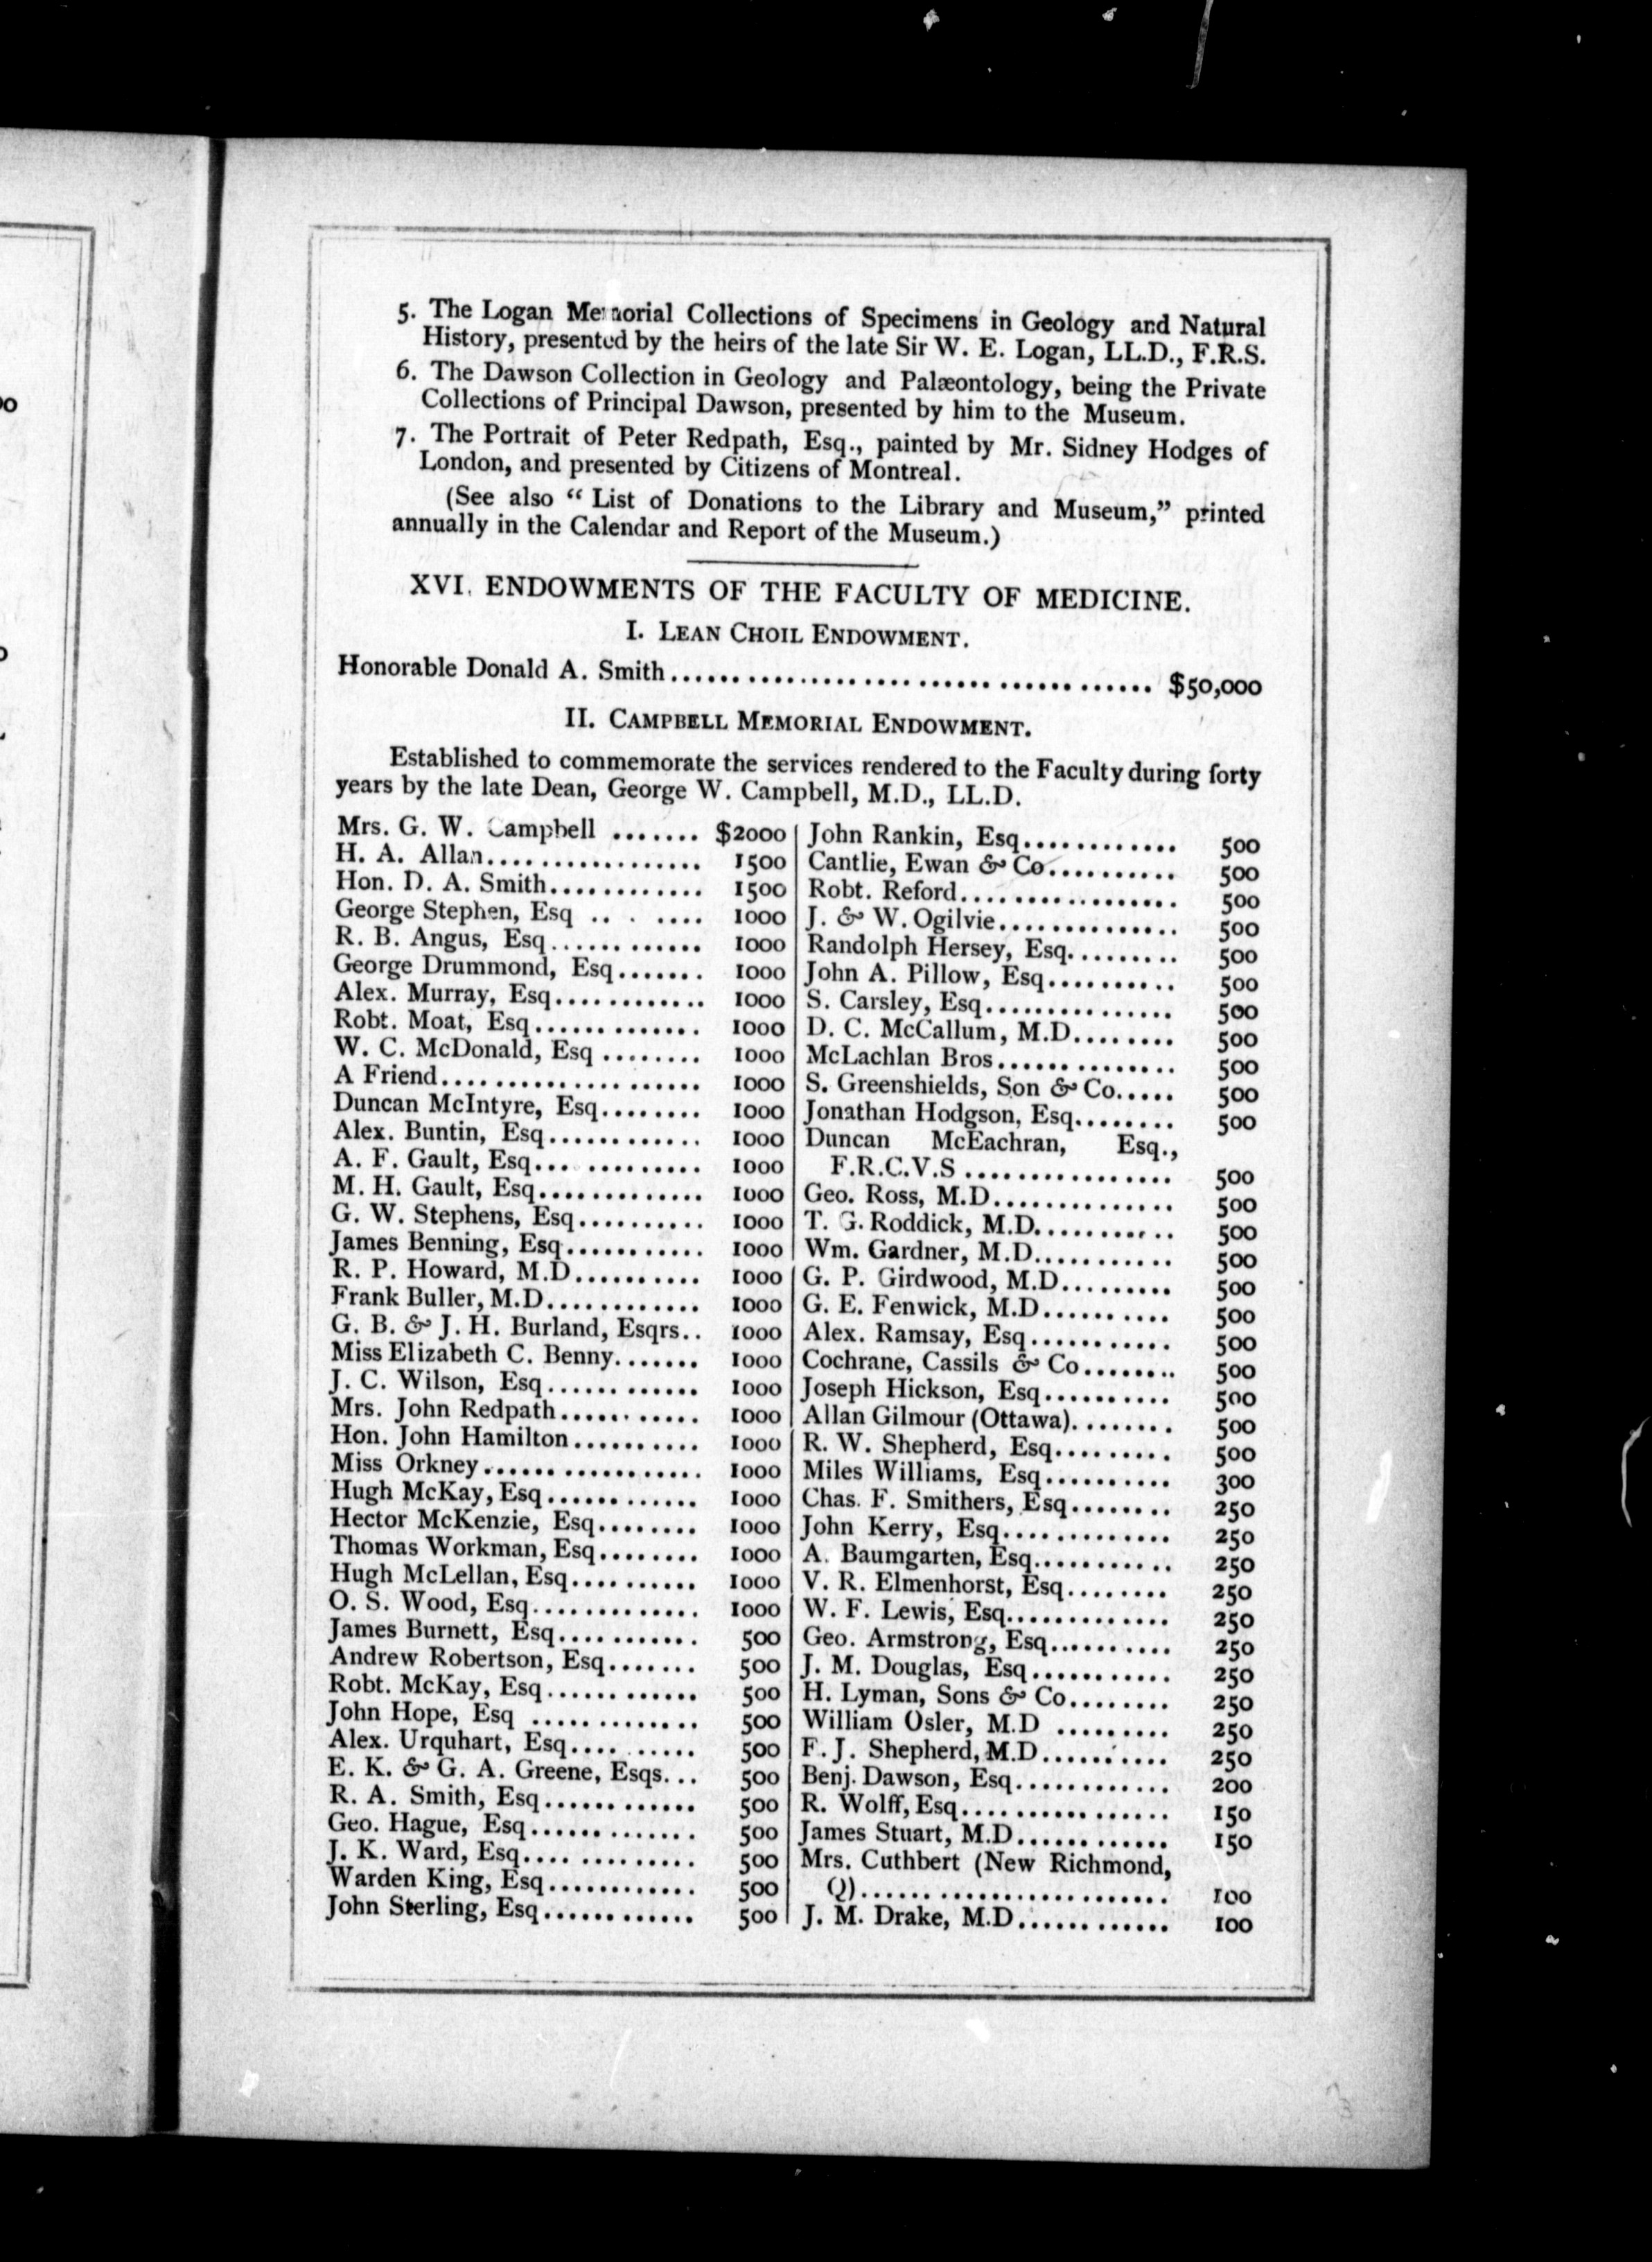 5. The Logan Memorial Collections of Specimens in Geology and Natural
History, presented by the heirs of the late Sir W. E. Logan, LL.D., F.R.S.
6. The Dawson Collection in Geology and Palæontology, being the Private
Collections of Principal Dawson, presented by him to the Museum.
7. The Portrait of Peter Redpath, Esq., painted by Mr. Sidney Hodges of
London, and presented by Citizens of Montreal.
(See also “ List of Donations to the Library and Museum,” printed
annually in the Calendar and Report of the Museum.)
XVI. ENDOWMENTS OF THE FACULTY OF MEDICINE.
I. LEAN CHOIL ENDOWMENT.
Honorable Donald A. Smith.................................................. $50,000
II. CAMPBELL MEMORIAL ENDOWMENT.
Established to commemorate the services rendered to the Faculty during forty
years by the late Dean, George W. Campbell, M.D., LL.D.
Mrs. G. W. Campbell ....... $2000
H. A. Allan................ 1500
Hon. D. A. Smith............ 1500
George Stephen, Esq .. . .... 1000
R. B. Angus, Esq............ 1000
George Drummond, Esq....... 1000
Alex. Murray, Esq............ 1000
Robt. Moat, Esq............. 1000
W. C. McDonald, Esq ........ 1000
A Friend.................... 1000
Duncan McIntyre, Esq........ 1000
Alex. Buntin, Esq............ 1000
A. F. Gault, Esq............. 1000
M. H. Gault, Esq............. 1000
G. W. Stephens, Esq.......... 1000
James Benning, Esq........... 1000
R. P. Howard, M.D.......... 1000
Frank Buller, M.D............ 1000
G. B. & J. H. Burland, Esqrs.. 1000
Miss Elizabeth C. Benny....... 1000
J. C. Wilson, Esq............ 1000
Mrs. John Redpath........... 1000
Hon. John Hamilton.......... 1000
Miss Orkney.................. 1000
Hugh McKay, Esq............ 1000
Hector McKenzie, Esq........ 1000
Thomas Workman, Esq........ 1000
Hugh McLellan, Esq.......... 1000
O. S. Wood, Esq............. 1000
James Burnett, Esq........... 500
Andrew Robertson, Esq....... 500
Robt. McKay, Esq............ 500
John Hope, Esq ............. 500
Alex. Urquhart, Esq.......... 500
E. K. & G. A. Greene, Esqs... 500
R. A. Smith, Esq............ 500
Geo. Hague, Esq............. 500
J. K. Ward, Esq............. 500
Warden King, Esq............ 500
John Sterling, Esq............ 500
John Rankin, Esq............ 500
Cantlie, Ewan & Co.......... 500
Robt. Reford................. 500
J. & W. Ogilvie.............. 500
Randolph Hersey, Esq......... 500
John A. Pillow, Esq.......... 500
S. Carsley, Esq............... 500
D. C. McCallum, M.D........ 500
McLachlan Bros.............. 500
S. Greenshields, Son & Co..... 500
Jonathan Hodgson, Esq........ 500
Duncan McEachran, Esq.,
F.R.C.V.S ................ 500
Geo. Ross, M.D............... 500
T. G. Roddick, M.D........... 500
Wm. Gardner, M.D........... 500
G. P. Girdwood, M.D......... 500
G. E. Fenwick, M.D.......... 500
Alex. Ramsay, Esq........... 500
Cochrane, Cassils & Co........ 500
Joseph Hickson, Esq.......... 500
Allan Gilmour (Ottawa)........ 500
R. W. Shepherd, Esq......... 500
Miles Williams, Esq.......... 300
Chas. F. Smithers, Esq........ 250
John Kerry, Esq............. 250
A. Baumgarten, Esq........... 250
V. R. Elmenhorst, Esq........ 250
W. F. Lewis, Esq............. 250
Geo. Armstrong, Esq.......... 250
J. M. Douglas, Esq........... 250
H. Lyman, Sons & Co........ 250
William Osler, M.D ......... 250
F. J. Shepherd, M.D.......... 250
Benj. Dawson, Esq............ 200
R. Wolff, Esq................ 150
James Stuart, M.D............ 150
Mrs. Cuthbert (New Richmond,
Q)........................ 100
J. M. Drake, M.D............ 100